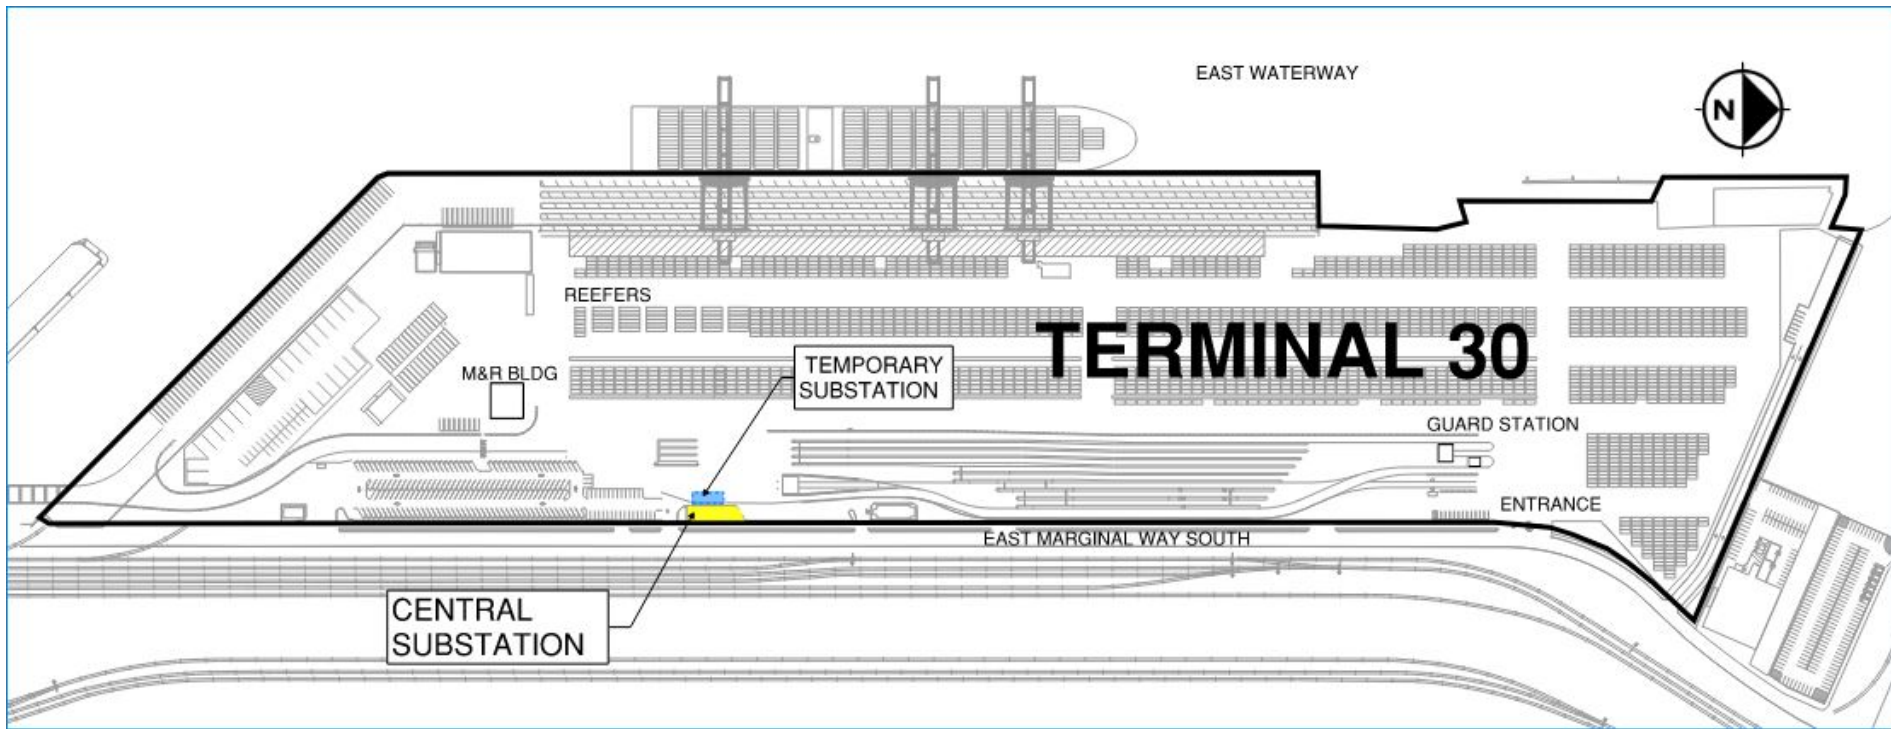 EAST WATERWAY
N
REEFERS
TERMINAL 30
TEMPORARY
SUBSTATION
M&R BLDG
GUARD STATION
ENTRANCE
EAST MARGINAL WAY SOUTH
CENTRAL
SUBSTATION